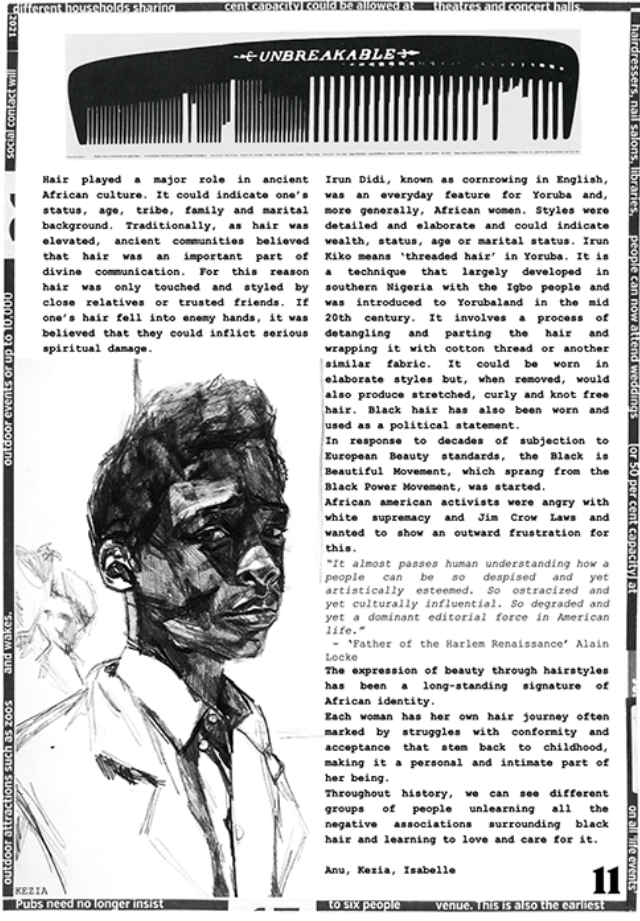 different households sharing
cent capacity) could be allowed at
theatres and concert halls.
2021
social contact will
outdoor events or up to 10,000
and wakes.
outdoor attractions such as zoos
UNBREAKABLE
Hair played a major role in ancient
African culture. It could indicate one's
status, age, tribe, family and marital
background. Traditionally, as hair was
elevated, ancient communities believed
that hair was an important part of
divine communication. For this reason
hair was only touched and styled by
close relatives or trusted friends. If
one's hair fell into enemy hands, it was
believed that they could inflict serious
spiritual damage.
KEZIA
Irun Didi, known as cornrowing in English,
was an everyday feature for Yoruba and,
more generally, African women. Styles were
detailed and elaborate and could indicate
wealth, status, age or marital status. Irun
Kiko means 'threaded hair' in Yoruba. It is
a technique that largely developed in
southern Nigeria with the Igbo people and
was introduced to Yorubaland in the mid
20th century. It involves a process of
detangling and parting the hair and
wrapping it with cotton thread or another
similar fabric. It could be worn in
elaborate styles but, when removed, would
also produce stretched, curly and knot free
hair. Black hair has also been worn and
used as a political statement.
In response to decades of subjection to
European Beauty standards, the Black is
Beautiful Movement, which sprang from the
Black Power Movement, was started.
African american activists were angry with
white supremacy and Jim Crow Laws and
wanted to show an outward frustration for
this.
"It almost passes human understanding how a
people can be so despised and yet
artistically esteemed. So ostracized and
yet culturally influential. So degraded and
yet a dominant editorial force in American
life."
- 'Father of the Harlem Renaissance' Alain
Locke
The expression of beauty through hairstyles
has been a long-standing signature of
African identity.
Each woman has her own hair journey often
marked by struggles with conformity and
acceptance that stem back to childhood,
making it a personal and intimate part of
her being.
Throughout history, we can see different
groups of people unlearning all the
negative associations surrounding black
hair and learning to love and care for it.
Anu, Kezia, Isabelle
11
hairdressers, nail salons, libraries,
people can now attend weddings
or 50 per cent capacity) at
on all life events
Pubs need no longer insist
to six people
venue. This is also the earliest